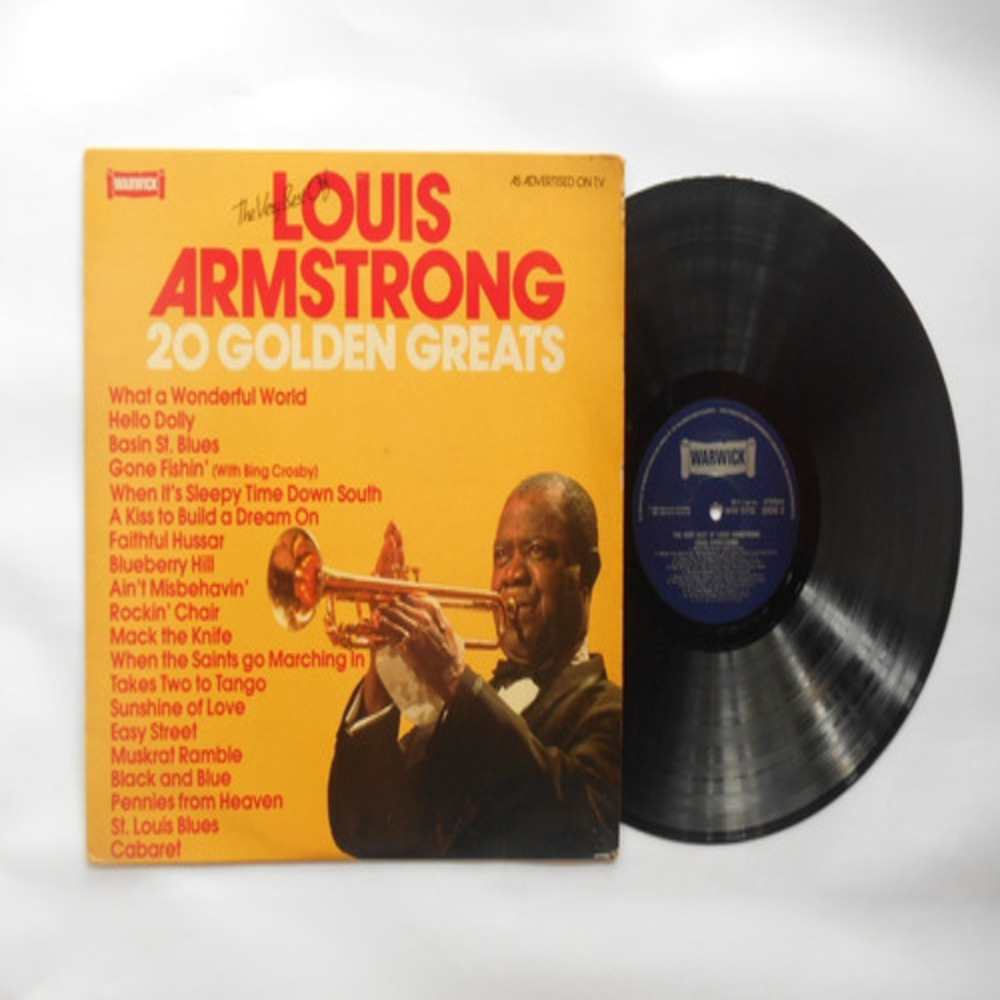 WARWICK
The Very Best Of
AS ADVERTISED ON TV
LOUIS
ARMSTRONG
20 GOLDEN GREATS
What a Wonderful World
Hello Dolly
Basin St. Blues
Gone Fishin' (With Bing Crosby)
When It's Sleepy Time Down South
A Kiss to Build a Dream On
Faithful Hussar
Blueberry Hill
Ain't Misbehavin'
Rockin' Chair
Mack the Knife
When the Saints go Marching In
Takes Two to Tango
Sunshine of Love
Easy Street
Muskrat Ramble
Black and Blue
Pennies from Heaven
St. Louis Blues
Cabaret
WARWICK
STEREO
SIDE 2
THE VERY BEST OF LOUIS ARMSTRONG